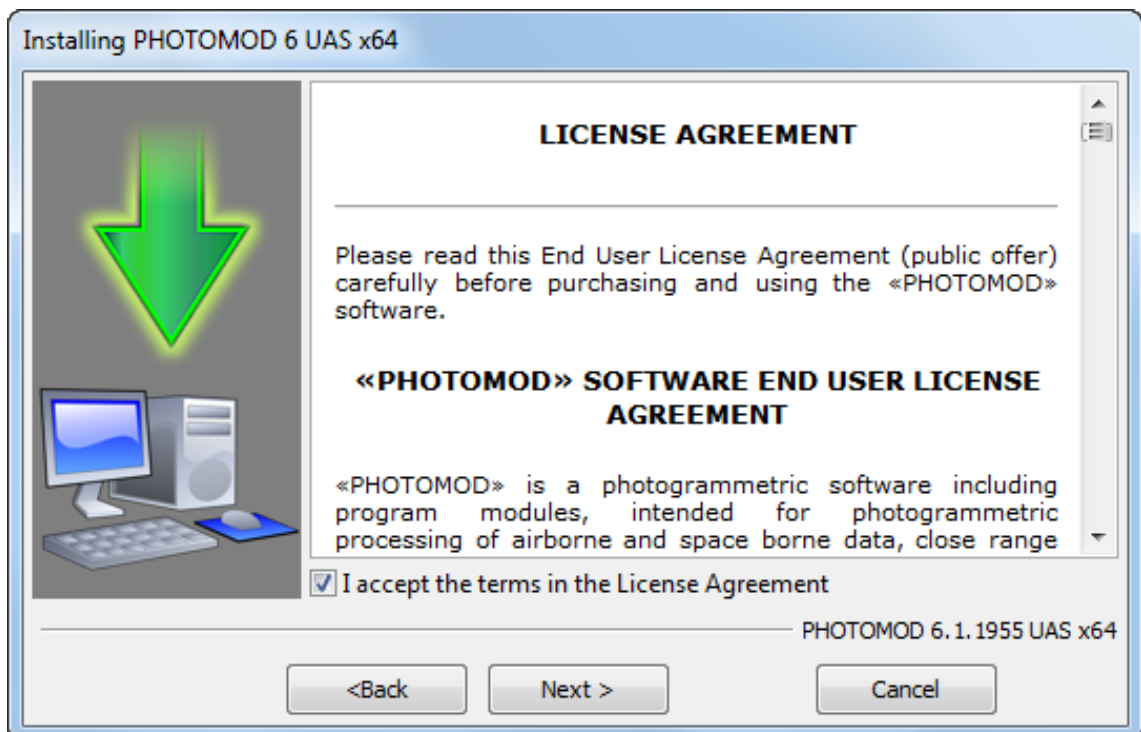 Installing PHOTOMOD 6 UAS x64
LICENSE AGREEMENT
Please read this End User License Agreement (public offer)
carefully before purchasing and using the «PHOTOMOD»
software.
«PHOTOMOD» SOFTWARE END USER LICENSE
AGREEMENT
«PHOTOMOD» is a photogrammetric software including
program modules, intended for photogrammetric
processing of airborne and space borne data, close range
I accept the terms in the License Agreement
PHOTOMOD 6.1.1955 UAS x64
<Back
Next >
Cancel